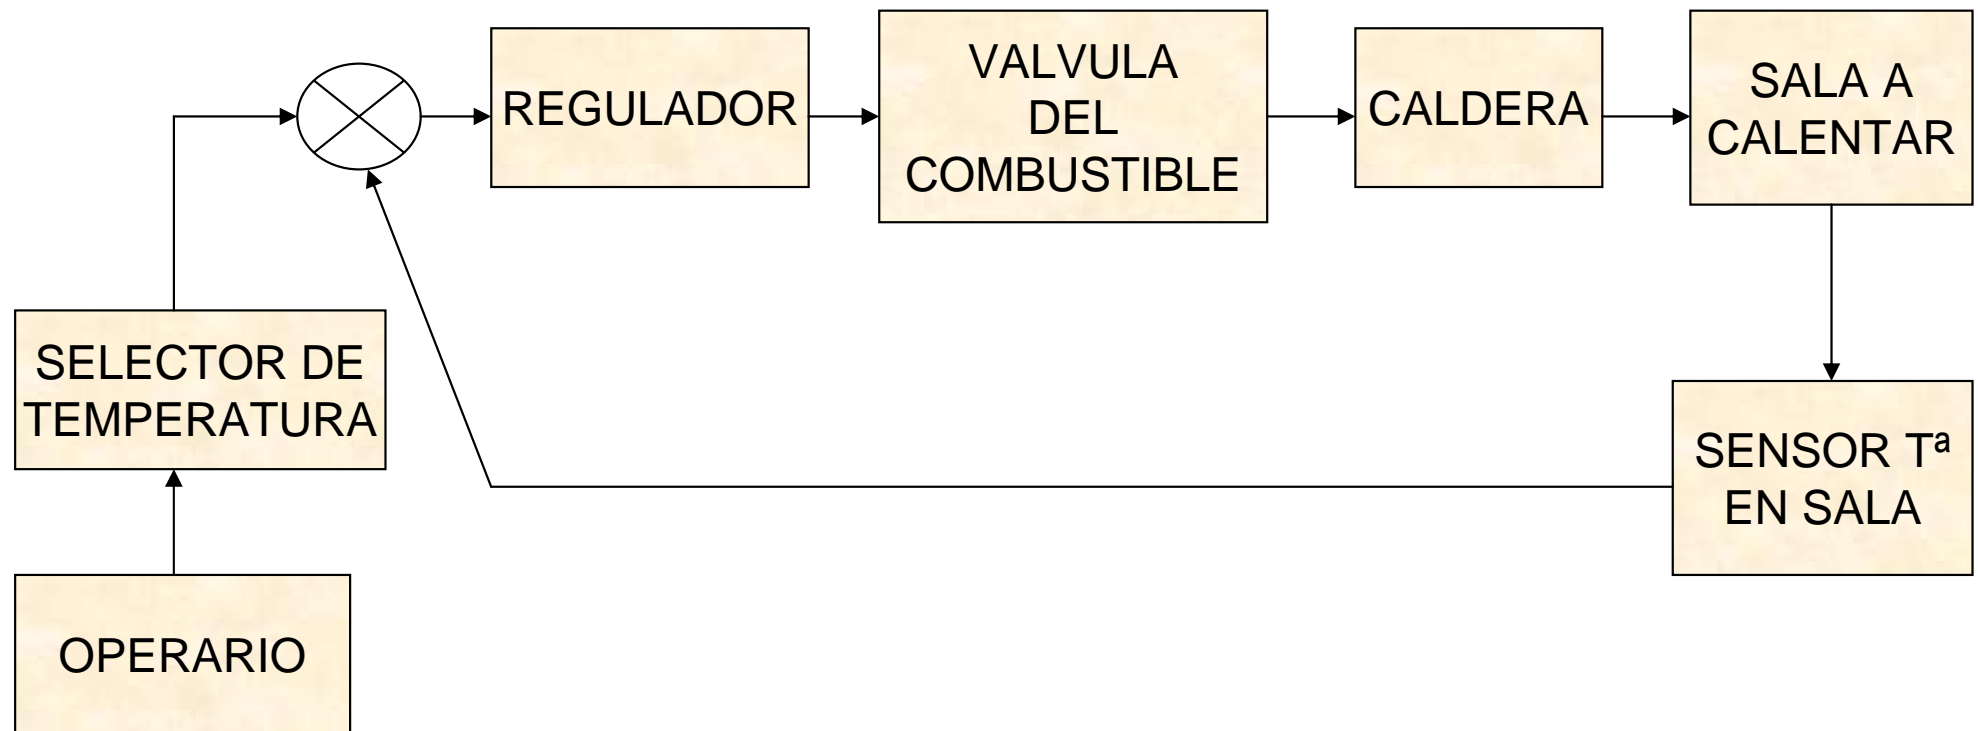 REGULADOR
VALVULA
DEL
COMBUSTIBLE
CALDERA
SALA A
CALENTAR
SELECTOR DE
TEMPERATURA
SENSOR Tª
EN SALA
OPERARIO